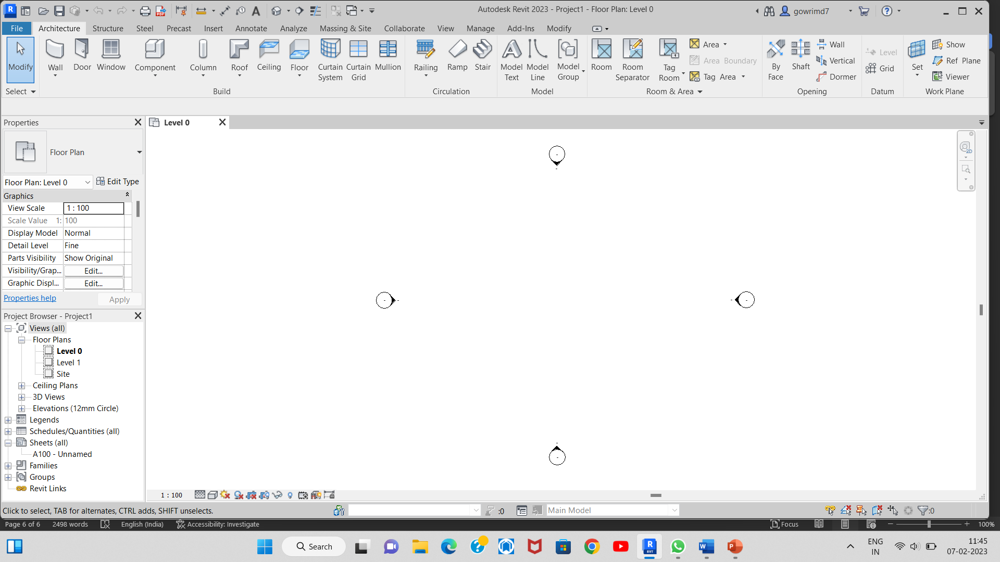 Autodesk Revit 2023 - Project1 - Floor Plan: Level 0
gowrimd7
File Architecture Structure Steel Precast Insert Annotate Analyze Massing & Site Collaborate View Manage Add-Ins Modify
Modify
Wall
Door
Window
Component
Column
Roof
Ceiling
Floor
Curtain
System
Curtain
Grid
Mullion
Railing
Ramp
Stair
Model
Text
Model
Line
Model
Group
Room
Room
Separator
Tag
Room
Area
Area Boundary
Tag Area
By
Face
Shaft
Wall
Vertical
Dormer
Level
Grid
Set
Show
Ref Plane
Viewer
Select
Build
Circulation
Model
Room & Area
Opening
Datum
Work Plane
Properties
Floor Plan
Floor Plan: Level 0
Edit Type
Graphics
View Scale 1 : 100
Scale Value 1: 100
Display Model Normal
Detail Level Fine
Parts Visibility Show Original
Visibility/Grap... Edit...
Graphic Displ... Edit...
Properties help
Apply
Project Browser - Project1
Views (all)
Floor Plans
Level 0
Level 1
Site
Ceiling Plans
3D Views
Elevations (12mm Circle)
Legends
Schedules/Quantities (all)
Sheets (all)
A100 - Unnamed
Families
Groups
Revit Links
Level 0
2D
1 : 100
Click to select, TAB for alternates, CTRL adds, SHIFT unselects.
:0
Main Model
:0
Page 6 of 6 2498 words English (India) Accessibility: Investigate
Focus
100%
Search
ENG
IN
11:45
07-02-2023